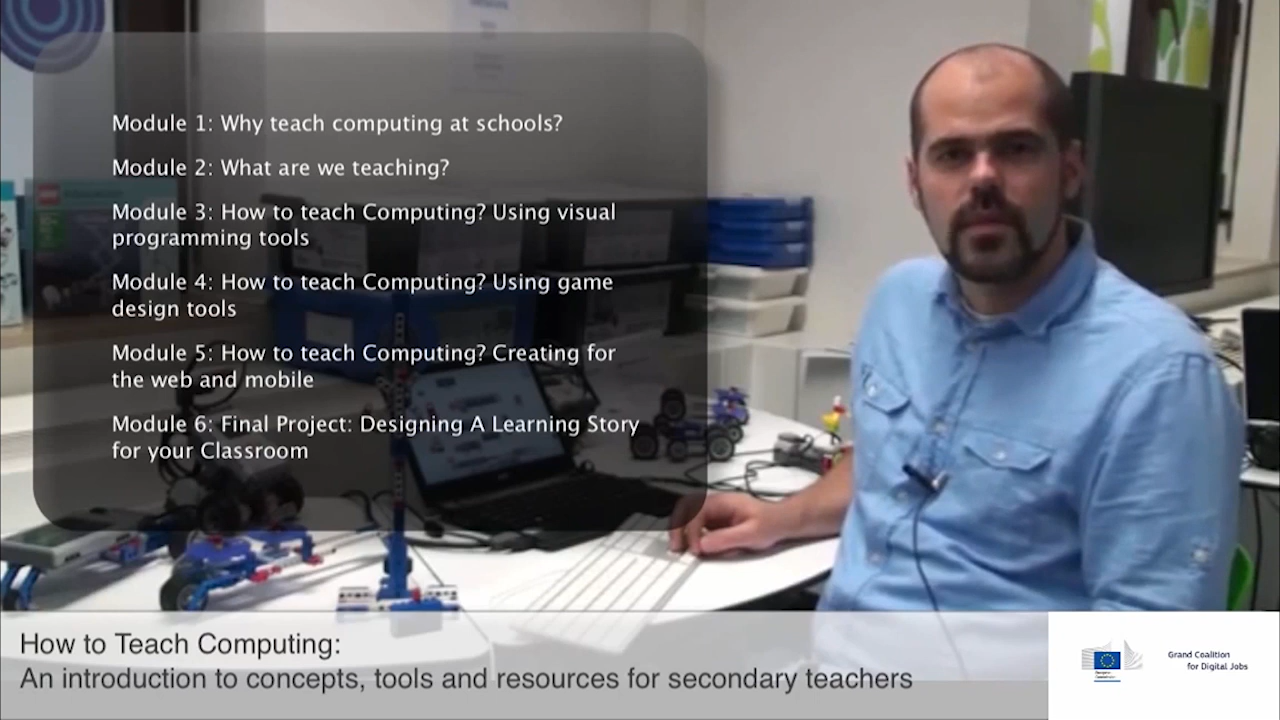 Module 1: Why teach computing at schools?
Module 2: What are we teaching?
Module 3: How to teach Computing? Using visual
programming tools
Module 4: How to teach Computing? Using game
design tools
Module 5: How to teach Computing? Creating for
the web and mobile
Module 6: Final Project: Designing A Learning Story
for your Classroom
How to Teach Computing:
An introduction to concepts, tools and resources for secondary teachers
European
Commission
Grand Coalition
for Digital Jobs